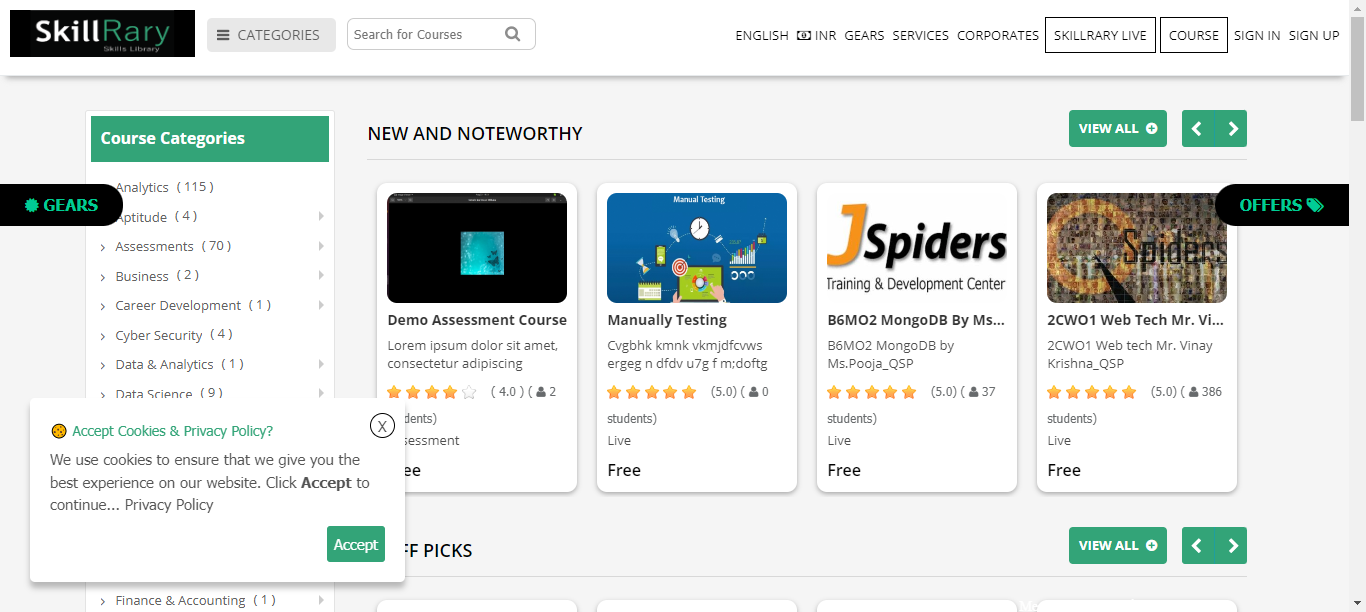 SkillRary
Skills Library
CATEGORIES
Search for Courses
ENGLISH INR GEARS SERVICES CORPORATES SKILLRARY LIVE COURSE SIGN IN SIGN UP
Course Categories
Analytics ( 115 )
Aptitude ( 4 )
Assessments ( 70 )
Business ( 2 )
Career Development ( 1 )
Cyber Security ( 4 )
Data & Analytics ( 1 )
Data Science ( 9 )
Finance & Accounting ( 1 )
GEARS
OFFERS
NEW AND NOTEWORTHY
VIEW ALL
Demo Assessment Course
Lorem ipsum dolor sit amet,
consectetur adipiscing
( 4.0 ) ( 2
dents)
sessment
ee
Manual Testing
Manually Testing
Cvgbhk kmnk vkmjdfcvws
ergeg n dfdv u7g f m;doftg
(5.0) ( 0
students)
Live
Free
JSpiders
Training & Development Center
B6MO2 MongoDB By Ms...
B6MO2 MongoDB by
Ms.Pooja_QSP
(5.0) ( 37
students)
Live
Free
Spiders
2CWO1 Web Tech Mr. Vi...
2CWO1 Web tech Mr. Vinay
Krishna_QSP
(5.0) ( 386
students)
Live
Free
Accept Cookies & Privacy Policy?
X
We use cookies to ensure that we give you the
best experience on our website. Click Accept to
continue... Privacy Policy
Accept
FF PICKS
VIEW ALL